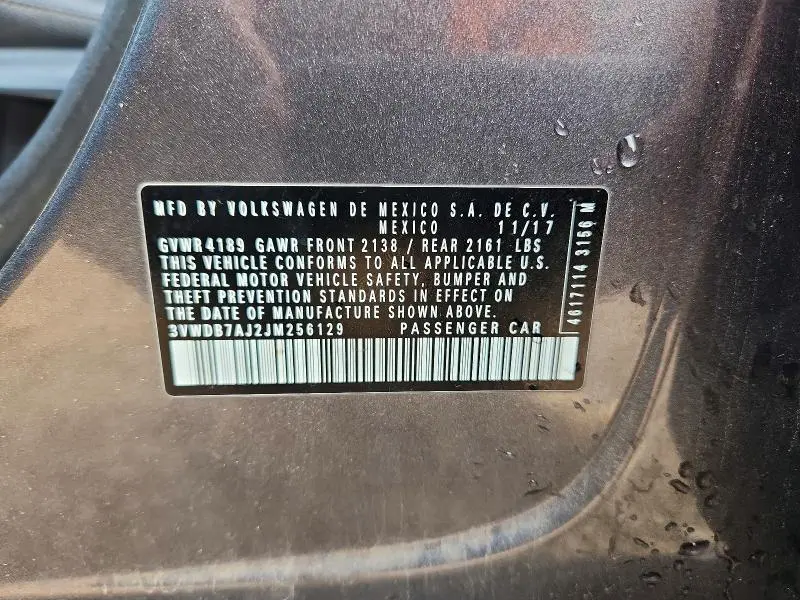 MFD BY VOLKSWAGEN DE MEXICO S.A. DE C.V.
MEXICO 11/17
GVWR4189 GAWR FRONT 2138 / REAR 2161 LBS
THIS VEHICLE CONFORMS TO ALL APPLICABLE U.S.
FEDERAL MOTOR VEHICLE SAFETY, BUMPER AND
THEFT PREVENTION STANDARDS IN EFFECT ON
THE DATE OF MANUFACTURE SHOWN ABOVE.
3VWDB7AJ2JM256129 PASSENGER CAR
4617114 3156 M